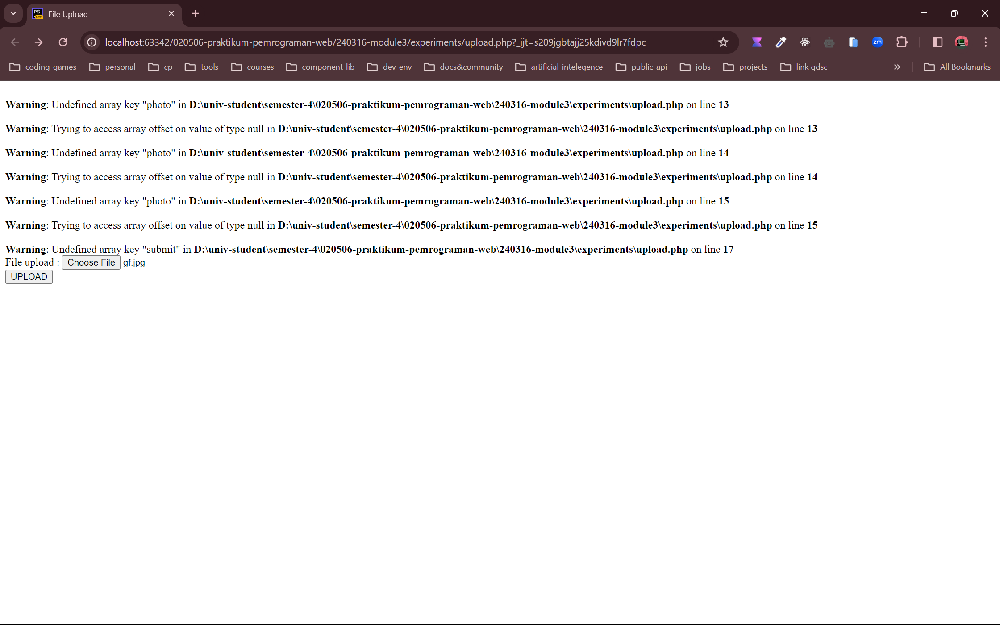 File Upload
localhost:63342/020506-praktikum-pemrograman-web/240316-module3/experiments/upload.php?_ijt=s209jgbtajj25kdivd9lr7fdpc
coding-games personal cp tools courses component-lib dev-env docs&community artificial-intelegence public-api jobs projects link gdsc All Bookmarks
Warning: Undefined array key "photo" in D:\univ-student\semester-4\020506-praktikum-pemrograman-web\240316-module3\experiments\upload.php on line 13
Warning: Trying to access array offset on value of type null in D:\univ-student\semester-4\020506-praktikum-pemrograman-web\240316-module3\experiments\upload.php on line 13
Warning: Undefined array key "photo" in D:\univ-student\semester-4\020506-praktikum-pemrograman-web\240316-module3\experiments\upload.php on line 14
Warning: Trying to access array offset on value of type null in D:\univ-student\semester-4\020506-praktikum-pemrograman-web\240316-module3\experiments\upload.php on line 14
Warning: Undefined array key "photo" in D:\univ-student\semester-4\020506-praktikum-pemrograman-web\240316-module3\experiments\upload.php on line 15
Warning: Trying to access array offset on value of type null in D:\univ-student\semester-4\020506-praktikum-pemrograman-web\240316-module3\experiments\upload.php on line 15
Warning: Undefined array key "submit" in D:\univ-student\semester-4\020506-praktikum-pemrograman-web\240316-module3\experiments\upload.php on line 17
File upload : Choose File gf.jpg
UPLOAD